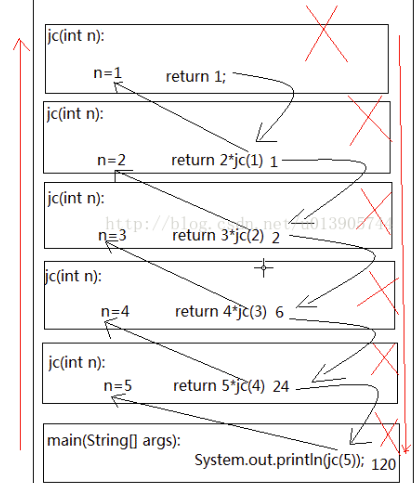 jc(int n):
n=1 return 1;
jc(int n):
n=2 return 2*jc(1) 1
jc(int n):
http://blog.csdn.net/u013905744
n=3 return 3*jc(2) 2
jc(int n):
n=4 return 4*jc(3) 6
jc(int n):
n=5 return 5*jc(4) 24
main(String[] args):
System.out.println(jc(5)); 120